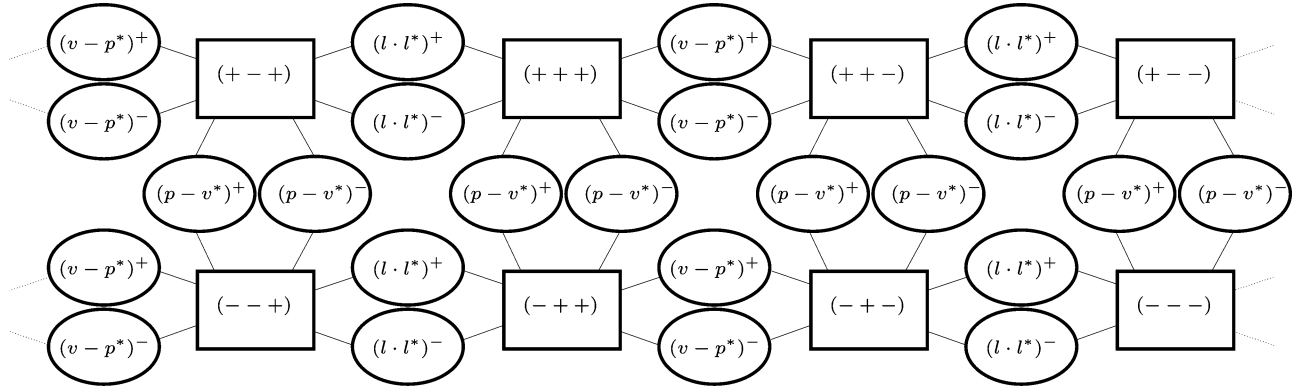 (v − p*)⁺ (l · l*)⁺ (v − p*)⁺ (l · l*)⁺
(+ − +) (+ + +) (+ + −) (+ − −)
(v − p*)⁻ (l · l*)⁻ (v − p*)⁻ (l · l*)⁻
(p − v*)⁺ (p − v*)⁻ (p − v*)⁺ (p − v*)⁻ (p − v*)⁺ (p − v*)⁻ (p − v*)⁺ (p − v*)⁻
(v − p*)⁺ (l · l*)⁺ (v − p*)⁺ (l · l*)⁺
(− − +) (− + +) (− + −) (− − −)
(v − p*)⁻ (l · l*)⁻ (v − p*)⁻ (l · l*)⁻